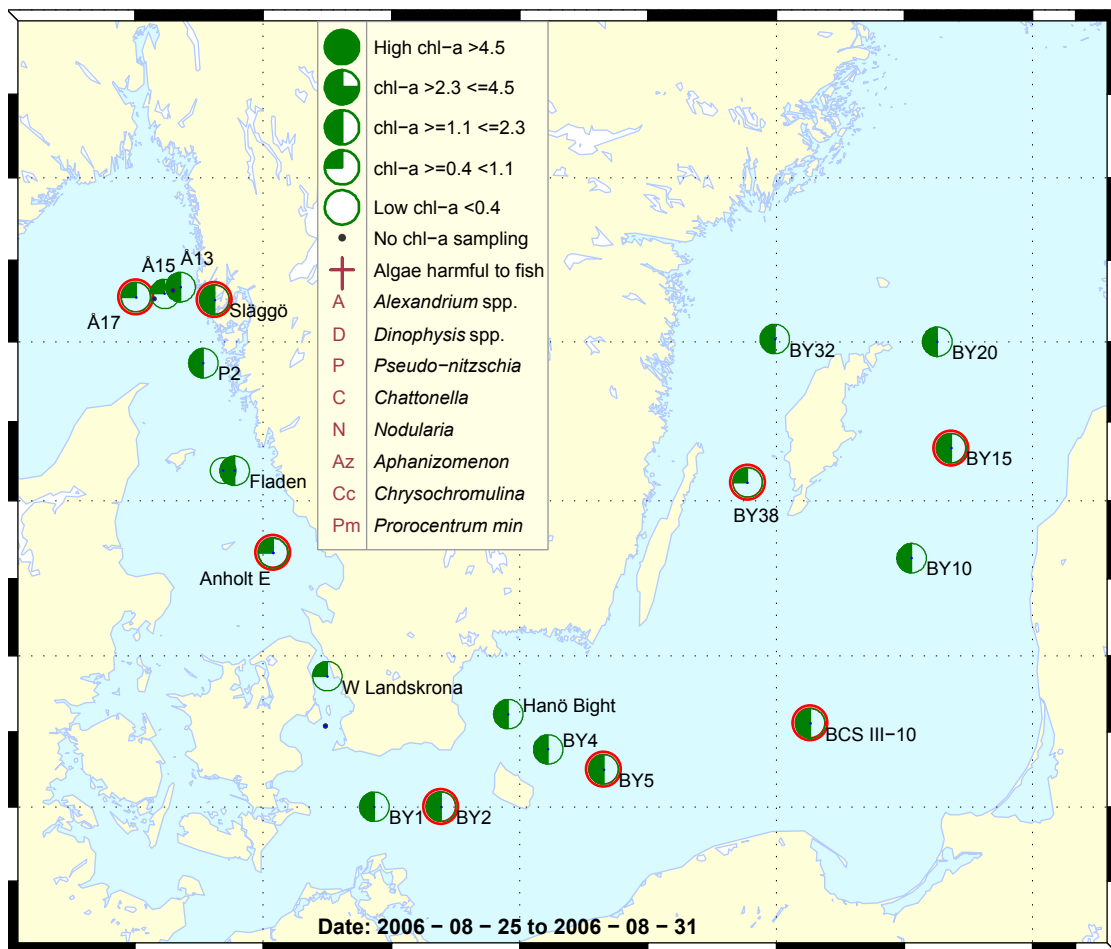 High chl−a >4.5
chl−a >2.3 <=4.5
chl−a >=1.1 <=2.3
chl−a >=0.4 <1.1
Low chl−a <0.4
No chl−a sampling
Algae harmful to fish
A Alexandrium spp.
D Dinophysis spp.
P Pseudo−nitzschia
C Chattonella
N Nodularia
Az Aphanizomenon
Cc Chrysochromulina
Pm Prorocentrum min
Å15
Å13
Å17
Släggö
P2
Fladen
Anholt E
W Landskrona
Hanö Bight
BY4
BY5
BY1
BY2
BY32
BY20
BY15
BY38
BY10
BCS III−10
Date: 2006 − 08 − 25 to 2006 − 08 − 31